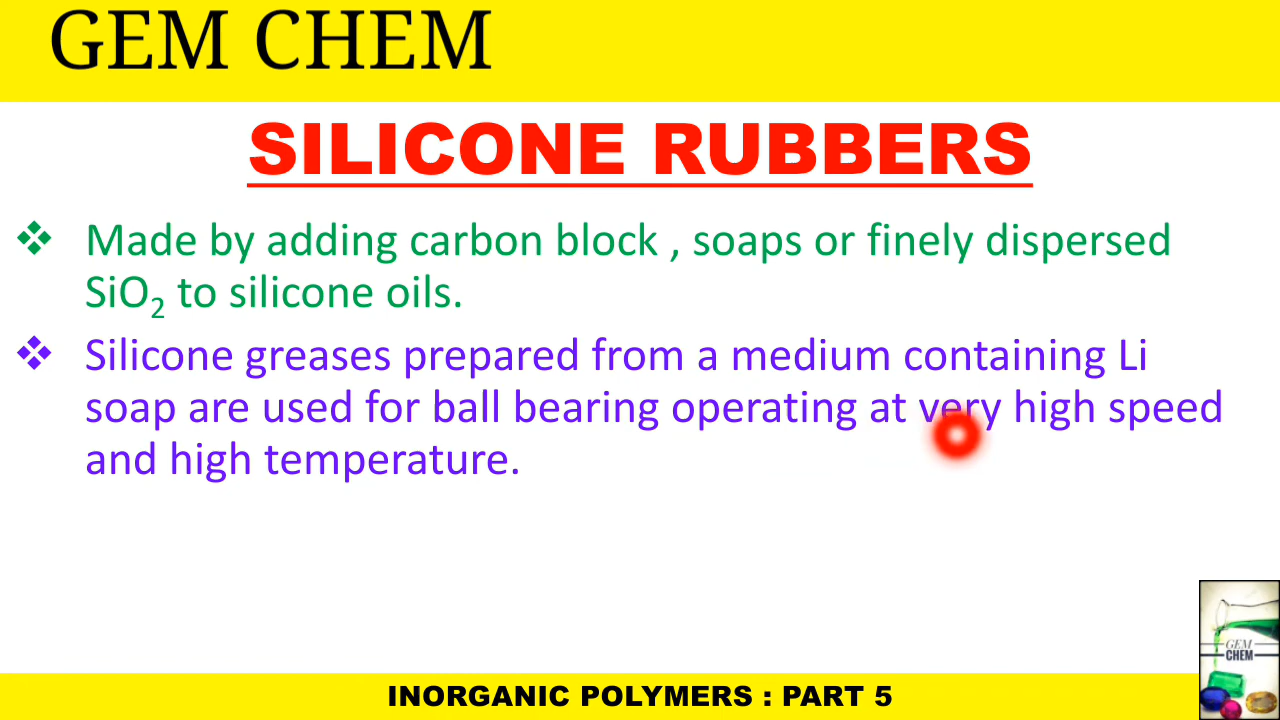 GEM CHEM
SILICONE RUBBERS
❖ Made by adding carbon block , soaps or finely dispersed
SiO₂ to silicone oils.
❖ Silicone greases prepared from a medium containing Li
soap are used for ball bearing operating at very high speed
and high temperature.
GEM
CHEM
INORGANIC POLYMERS : PART 5